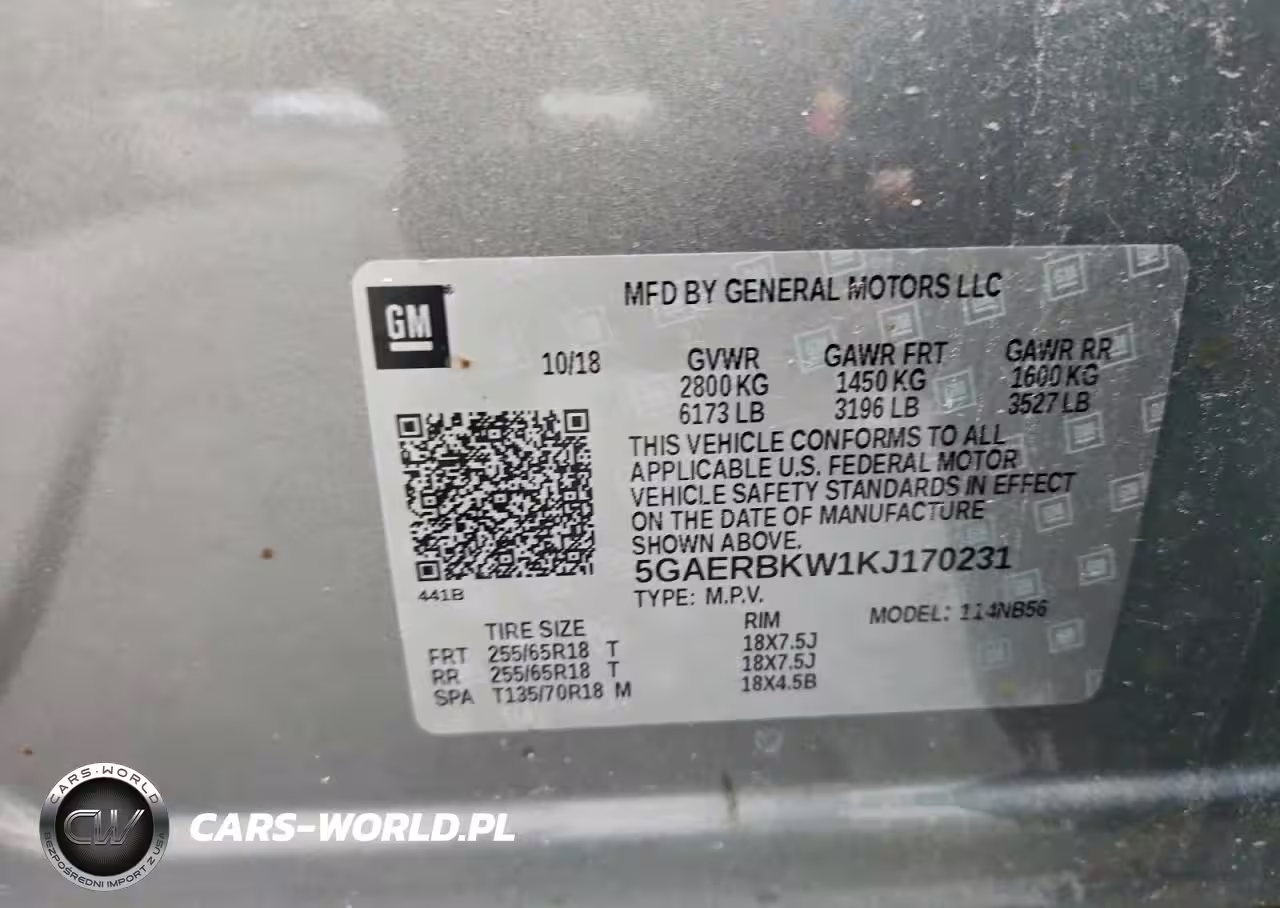 GM
MFD BY GENERAL MOTORS LLC
10/18 GVWR GAWR FRT GAWR RR
2800 KG 1450 KG 1600 KG
6173 LB 3196 LB 3527 LB
THIS VEHICLE CONFORMS TO ALL
APPLICABLE U.S. FEDERAL MOTOR
VEHICLE SAFETY STANDARDS IN EFFECT
ON THE DATE OF MANUFACTURE
SHOWN ABOVE.
5GAERBKW1KJ170231
441B
TYPE: M.P.V. MODEL: 114NB56
TIRE SIZE RIM
FRT 255/65R18 T 18X7.5J
RR 255/65R18 T 18X7.5J
SPA T135/70R18 M 18X4.5B
CARS-WORLD
CW
BEZPOŚREDNI IMPORT Z USA
CARS-WORLD.PL